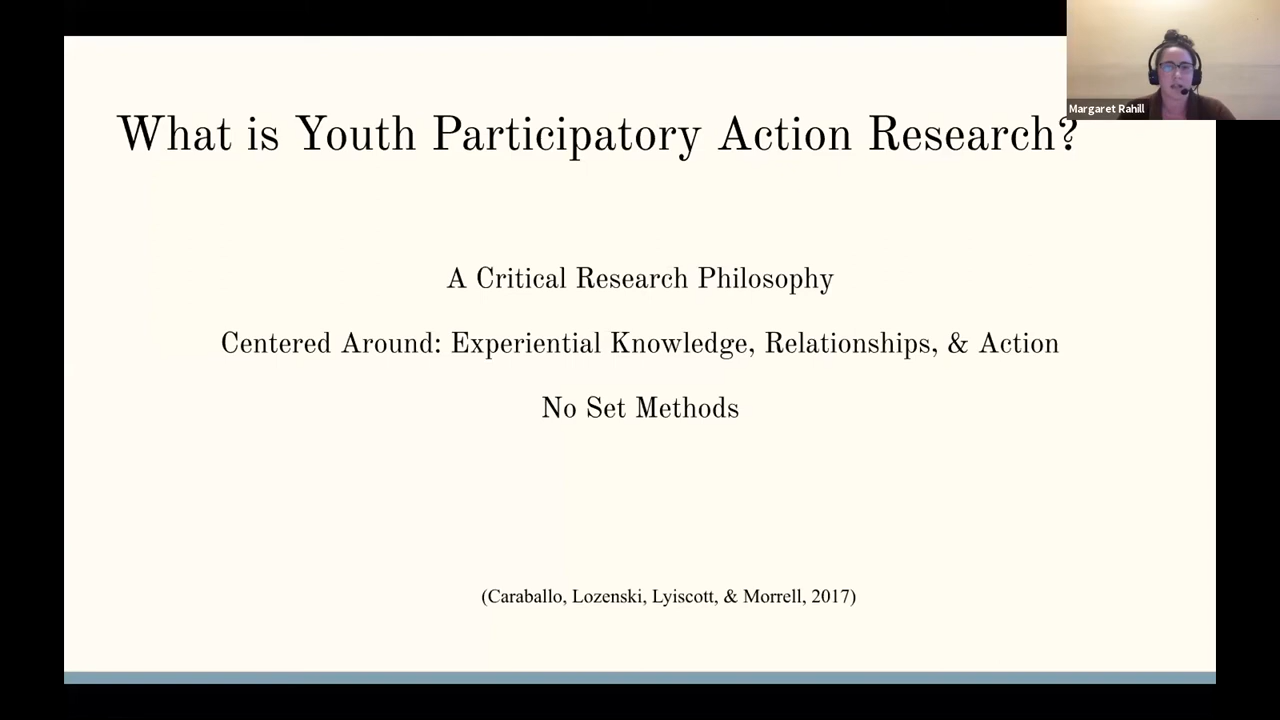 What is Youth Participatory Action Research?
Margaret Rahill
A Critical Research Philosophy
Centered Around: Experiential Knowledge, Relationships, & Action
No Set Methods
(Caraballo, Lozenski, Lyiscott, & Morrell, 2017)